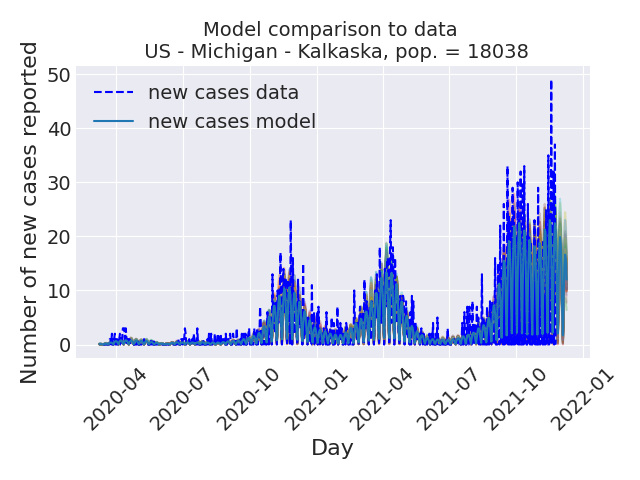 Model comparison to data
US - Michigan - Kalkaska, pop. = 18038
Number of new cases reported
50
40
30
20
10
0
new cases data
new cases model
2020-04
2020-07
2020-10
2021-01
2021-04
2021-07
2021-10
2022-01
Day